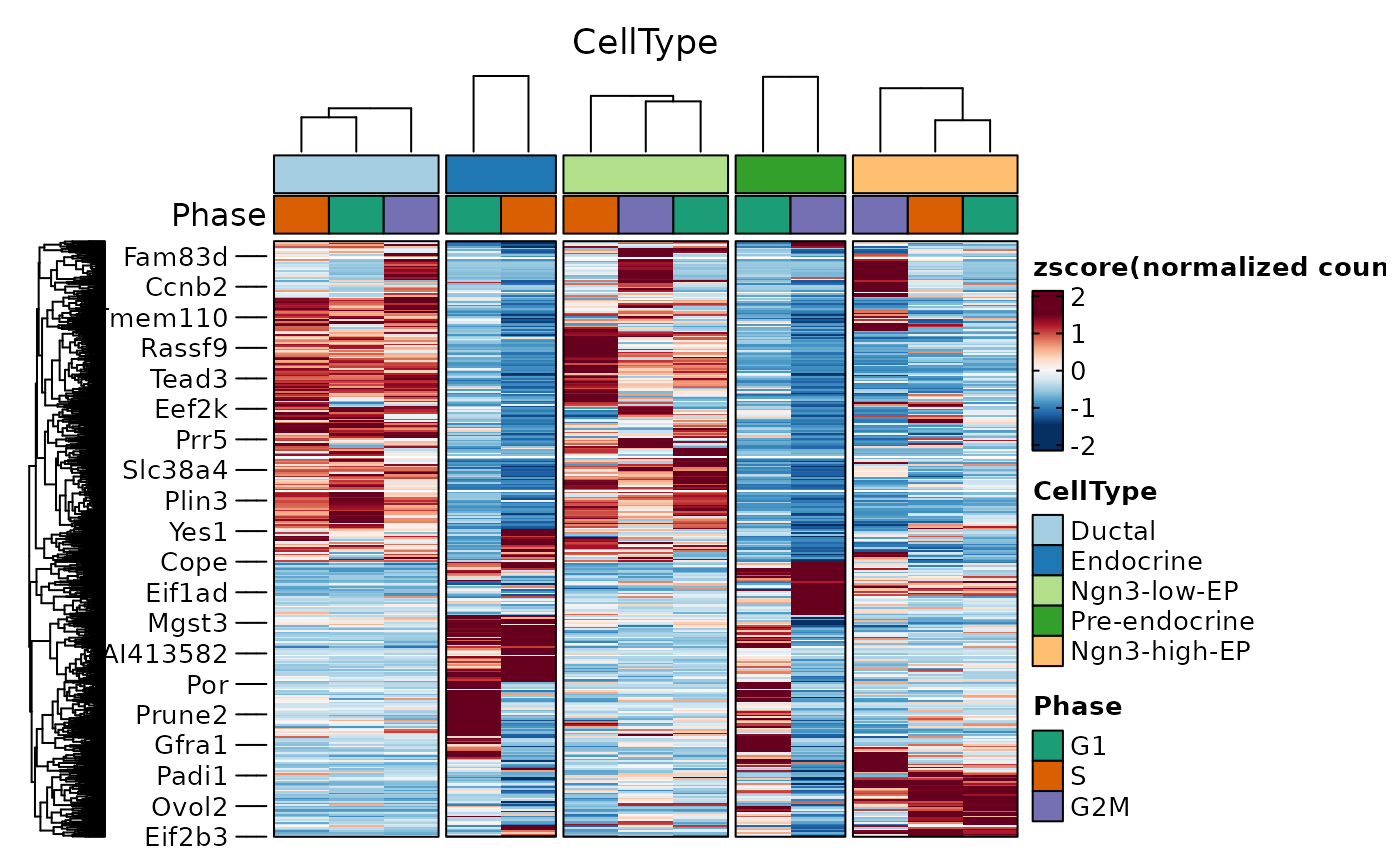 CellType
Phase
Fam83d
Ccnb2
Tmem110
Rassf9
Tead3
Eef2k
Prr5
Slc38a4
Plin3
Yes1
Cope
Eif1ad
Mgst3
AI413582
Por
Prune2
Gfra1
Padi1
Ovol2
Eif2b3
zscore(normalized coun
2
1
0
-1
-2
CellType
Ductal
Endocrine
Ngn3-low-EP
Pre-endocrine
Ngn3-high-EP
Phase
G1
S
G2M